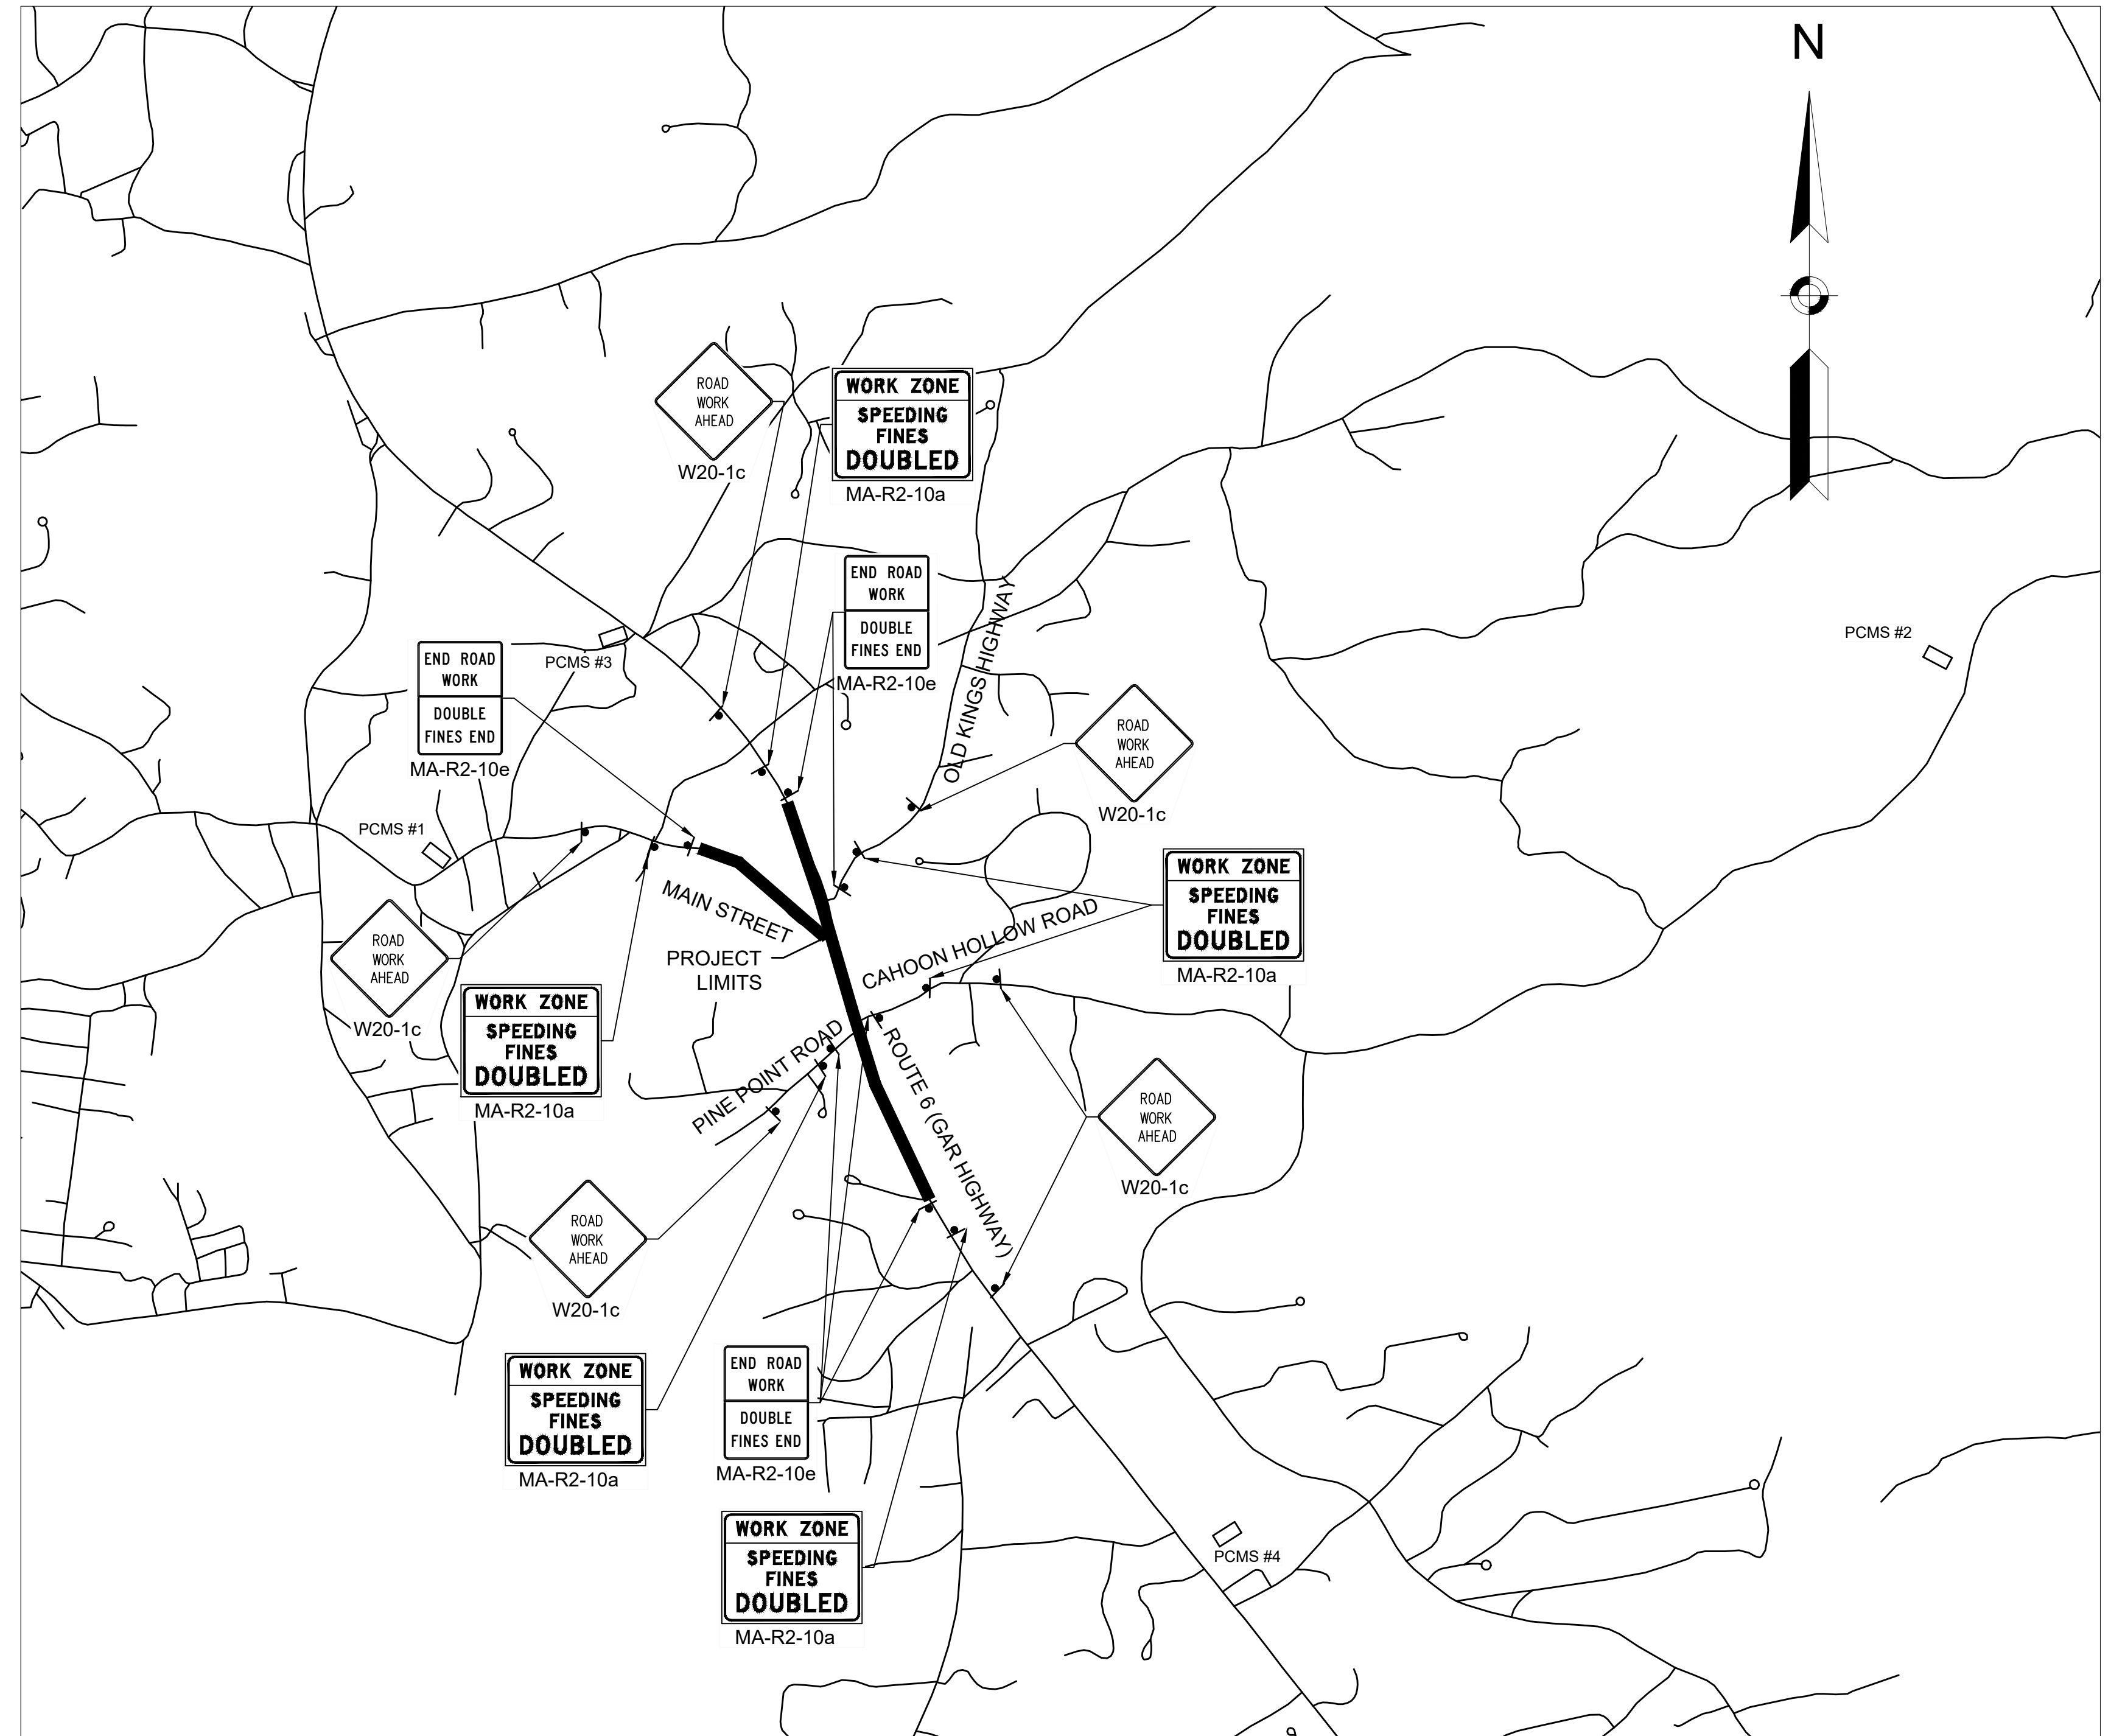 N
ROAD
WORK
AHEAD
W20-1c
WORK ZONE
SPEEDING
FINES
DOUBLED
MA-R2-10a
END ROAD
WORK
DOUBLE
FINES END
MA-R2-10e
OLD KINGS HIGHWAY
PCMS #2
PCMS #3
END ROAD
WORK
DOUBLE
FINES END
MA-R2-10e
ROAD
WORK
AHEAD
W20-1c
PCMS #1
MAIN STREET
WORK ZONE
SPEEDING
FINES
DOUBLED
MA-R2-10a
CAHOON HOLLOW ROAD
PROJECT
LIMITS
ROAD
WORK
AHEAD
W20-1c
WORK ZONE
SPEEDING
FINES
DOUBLED
MA-R2-10a
PINE POINT ROAD
ROUTE 6 (GAR HIGHWAY)
ROAD
WORK
AHEAD
W20-1c
ROAD
WORK
AHEAD
W20-1c
WORK ZONE
SPEEDING
FINES
DOUBLED
MA-R2-10a
END ROAD
WORK
DOUBLE
FINES END
MA-R2-10e
WORK ZONE
SPEEDING
FINES
DOUBLED
MA-R2-10a
PCMS #4